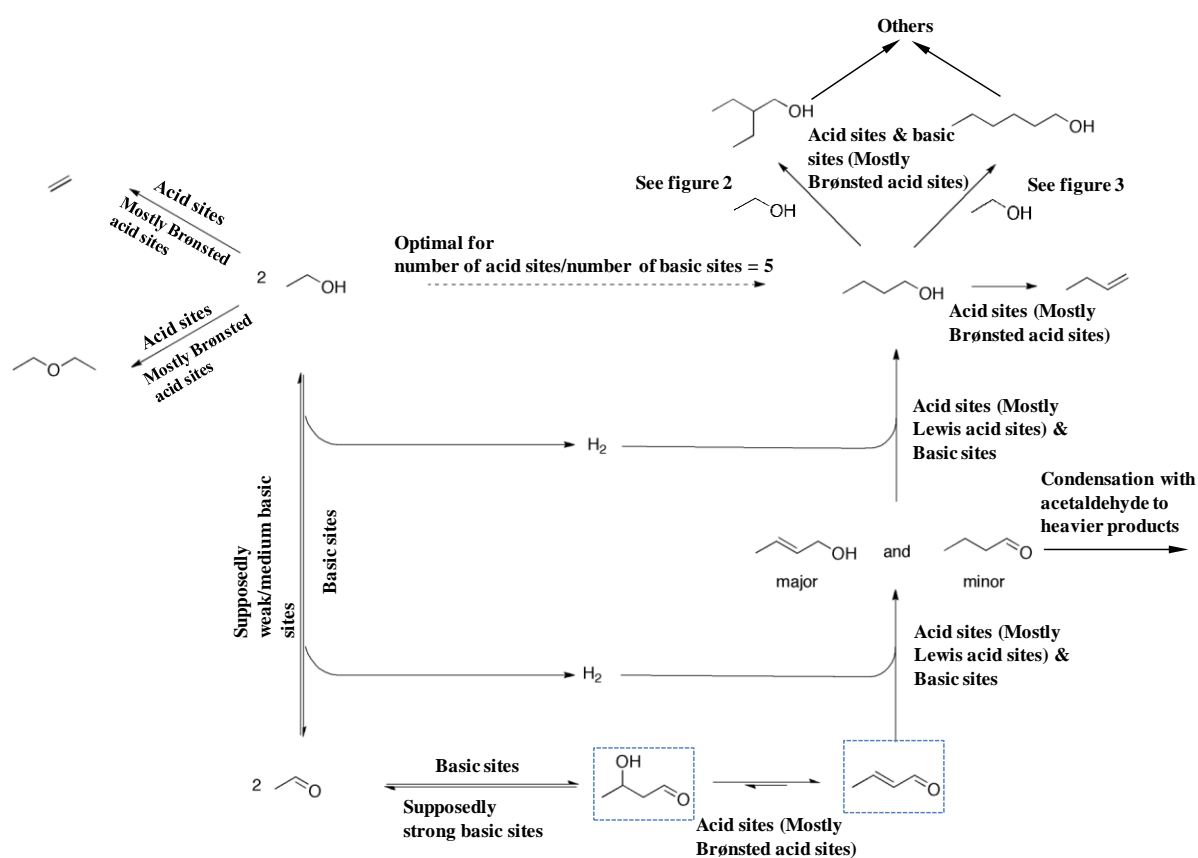 Others
OH
OH
Acid sites & basic
sites (Mostly
Brønsted acid sites)
See figure 2
OH
See figure 3
OH
Acid sites
Mostly Brønsted
acid sites
Optimal for
number of acid sites/number of basic sites = 5
2
OH
OH
Acid sites (Mostly
Brønsted acid sites)
Acid sites
Mostly Brønsted
acid sites
O
Acid sites (Mostly
Lewis acid sites) &
Basic sites
H2
Condensation with
acetaldehyde to
heavier products
Supposedly
weak/medium basic
sites
Basic sites
OH
and
O
major
minor
Acid sites (Mostly
Lewis acid sites) &
Basic sites
H2
2
O
Basic sites
Supposedly
strong basic sites
OH
O
Acid sites (Mostly
Brønsted acid sites)
O